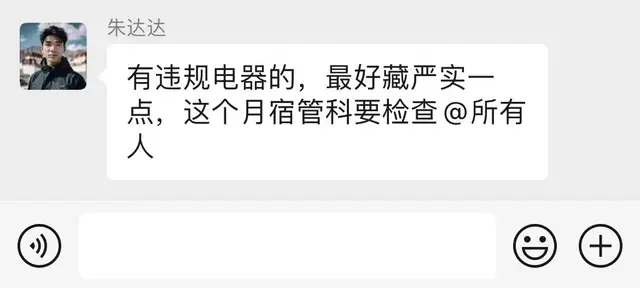 朱达达
有违规电器的，最好藏严实一
点，这个月宿管科要检查@所有
人